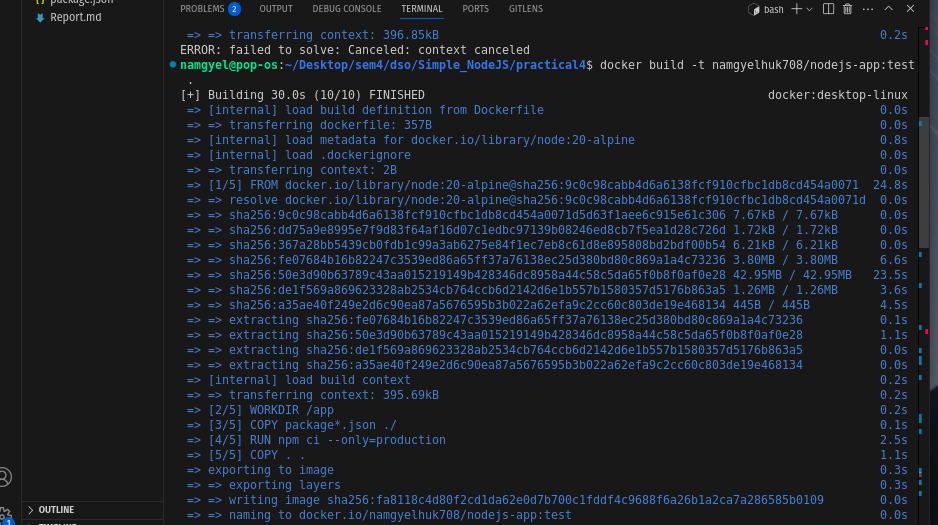 package.json
Report.md
OUTLINE
PROBLEMS 2 OUTPUT DEBUG CONSOLE TERMINAL PORTS GITLENS bash
=> => transferring context: 396.85kB 0.2s
ERROR: failed to solve: Canceled: context canceled
namgyel@pop-os:~/Desktop/sem4/dso/Simple_NodeJS/practical4$ docker build -t namgyelhuk708/nodejs-app:test
.
[+] Building 30.0s (10/10) FINISHED docker:desktop-linux
=> [internal] load build definition from Dockerfile 0.0s
=> => transferring dockerfile: 357B 0.0s
=> [internal] load metadata for docker.io/library/node:20-alpine 0.8s
=> [internal] load .dockerignore 0.0s
=> => transferring context: 2B 0.0s
=> [1/5] FROM docker.io/library/node:20-alpine@sha256:9c0c98cabb4d6a6138fcf910cfbc1db8cd454a0071 24.8s
=> => resolve docker.io/library/node:20-alpine@sha256:9c0c98cabb4d6a6138fcf910cfbc1db8cd454a0071d 0.0s
=> => sha256:9c0c98cabb4d6a6138fcf910cfbc1db8cd454a0071d5d63f1aee6c915e61c306 7.67kB / 7.67kB 0.0s
=> => sha256:dd75a9e8995e7f9d83f64af16d07c1edbc97139b08246ed8cb7f5ea1d28c726d 1.72kB / 1.72kB 0.0s
=> => sha256:367a28bb5439cb0fdb1c99a3ab6275e84f1ec7eb8c61d8e895808bd2bdf00b54 6.21kB / 6.21kB 0.0s
=> => sha256:fe07684b16b82247c3539ed86a65ff37a76138ec25d380bd80c869a1a4c73236 3.80MB / 3.80MB 6.6s
=> => sha256:50e3d90b63789c43aa015219149b428346dc8958a44c58c5da65f0b8f0af0e28 42.95MB / 42.95MB 23.5s
=> => sha256:de1f569a869623328ab2534cb764ccb6d2142d6e1b557b1580357d5176b863a5 1.26MB / 1.26MB 3.6s
=> => sha256:a35ae40f249e2d6c90ea87a5676595b3b022a62efa9c2cc60c803de19e468134 445B / 445B 4.5s
=> => extracting sha256:fe07684b16b82247c3539ed86a65ff37a76138ec25d380bd80c869a1a4c73236 0.1s
=> => extracting sha256:50e3d90b63789c43aa015219149b428346dc8958a44c58c5da65f0b8f0af0e28 1.1s
=> => extracting sha256:de1f569a869623328ab2534cb764ccb6d2142d6e1b557b1580357d5176b863a5 0.0s
=> => extracting sha256:a35ae40f249e2d6c90ea87a5676595b3b022a62efa9c2cc60c803de19e468134 0.0s
=> [internal] load build context 0.2s
=> => transferring context: 395.69kB 0.2s
=> [2/5] WORKDIR /app 0.2s
=> [3/5] COPY package*.json ./ 0.1s
=> [4/5] RUN npm ci --only=production 2.5s
=> [5/5] COPY . . 1.1s
=> exporting to image 0.3s
=> => exporting layers 0.3s
=> => writing image sha256:fa8118c4d80f2cd1da62e0d7b700c1fddf4c9688f6a26b1a2ca7a286585b0109 0.0s
=> => naming to docker.io/namgyelhuk708/nodejs-app:test 0.0s